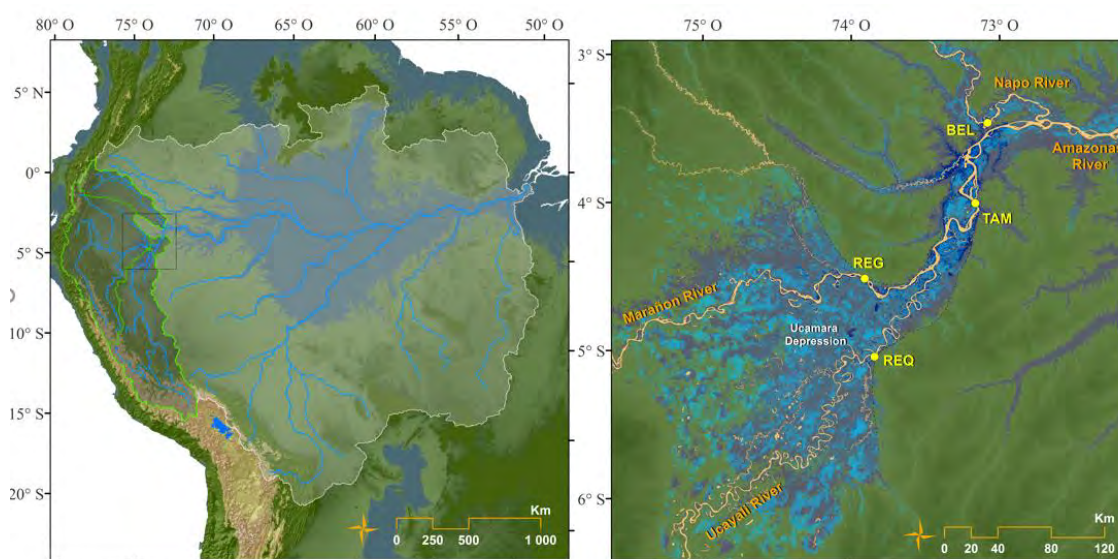 80° O 75° O 70° O 65° O 60° O 55° O 50° O
5° N
0°
5° S
10° S
15° S
20° S
Km
0 250 500 1 000
75° O 74° O 73° O
3° S
4° S
5° S
6° S
Napo River
BEL
Amazonas
River
TAM
REG
Marañon River
Ucamara
Depression
REQ
Ucayali River
Km
0 20 40 80 120